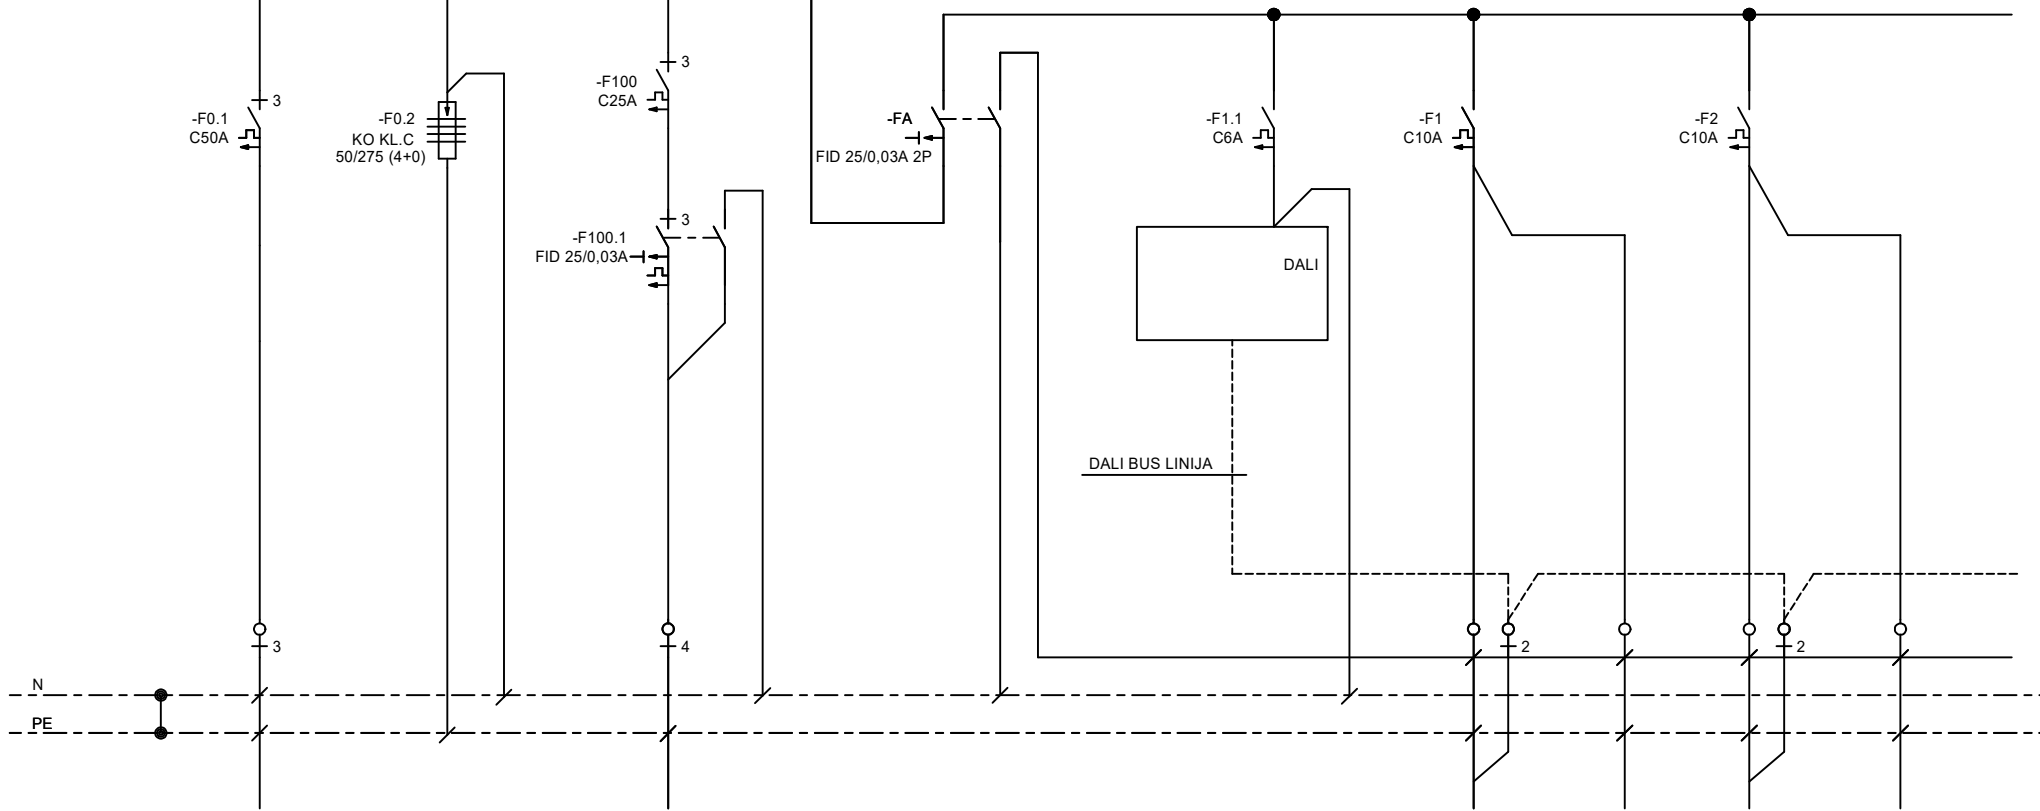 3
-F0.1
C50A
-F0.2
KO KL.C
50/275 (4+0)
3
-F100
C25A
3
-F100.1
FID 25/0,03A
-FA
FID 25/0,03A 2P
-F1.1
C6A
-F1
C10A
-F2
C10A
DALI
DALI BUS LINIJA
3
4
2
2
N
PE